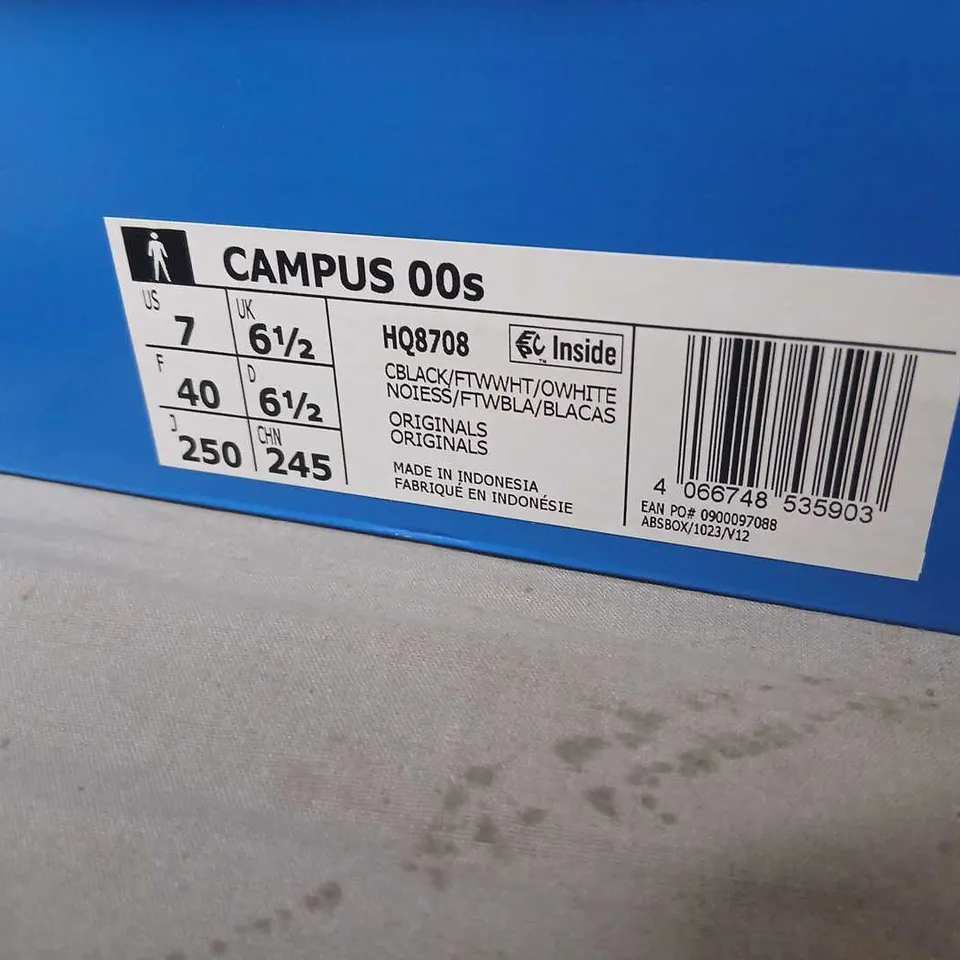 CAMPUS 00s
US 7
UK 6½
F 40
D 6½
J 250
CHN 245
HQ8708
Inside
CBLACK/FTWWHT/OWHITE
NOIESS/FTWBLA/BLACAS
ORIGINALS
ORIGINALS
MADE IN INDONESIA
FABRIQUÉ EN INDONÉSIE
4 066748 535903
EAN PO# 0900097088
ABSBOX/1023/V12